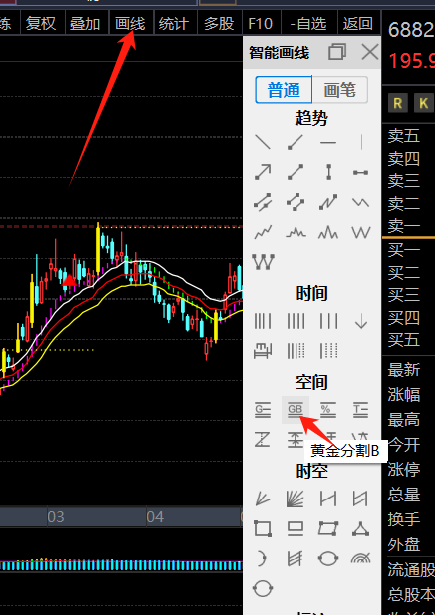 练 复权 叠加 画线 统计 多股 F10 -自选 返回
智能画线
普通 画笔
趋势
时间
空间
G GB % T
黄金分割B
时空
03 04
6882
195.9
R K
卖五
卖四
卖三
卖二
卖一
买一
买二
买三
买四
买五
最新
涨幅
最高
今开
涨停
总量
换手
外盘
流通股
总股本